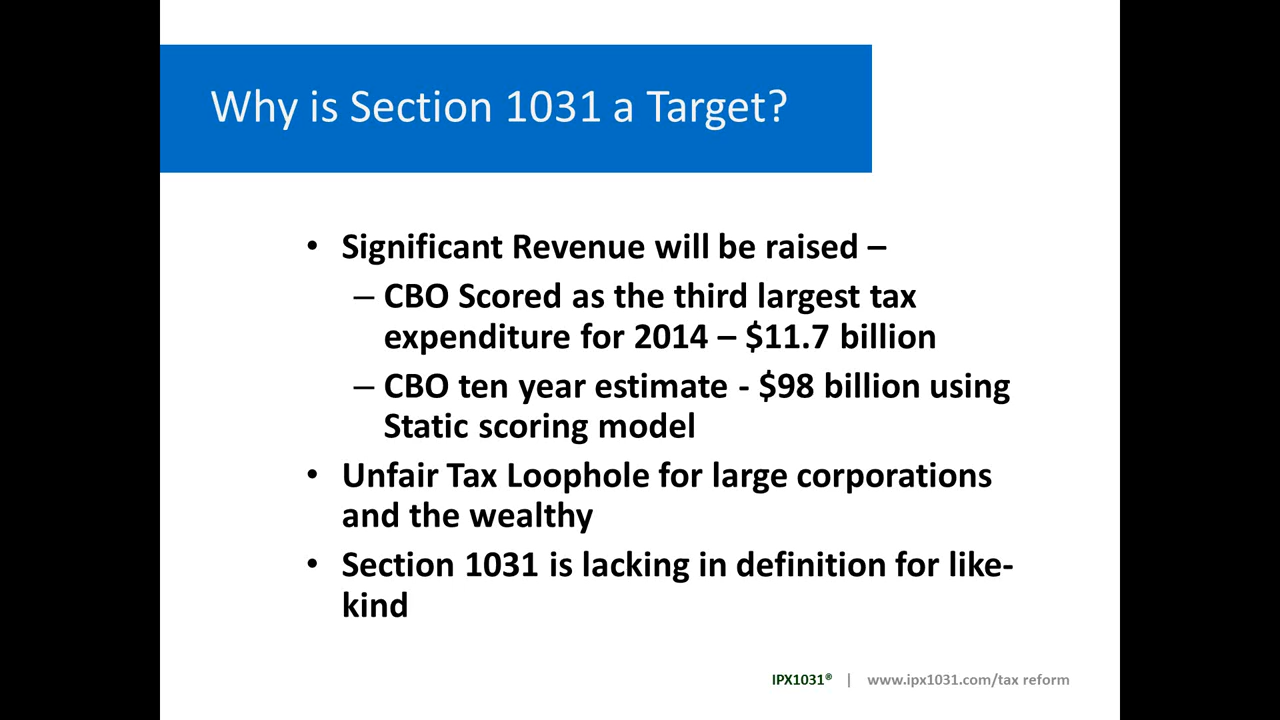 Why is Section 1031 a Target?
• Significant Revenue will be raised –
– CBO Scored as the third largest tax
expenditure for 2014 – $11.7 billion
– CBO ten year estimate - $98 billion using
Static scoring model
• Unfair Tax Loophole for large corporations
and the wealthy
• Section 1031 is lacking in definition for like-
kind
IPX1031® | www.ipx1031.com/tax reform